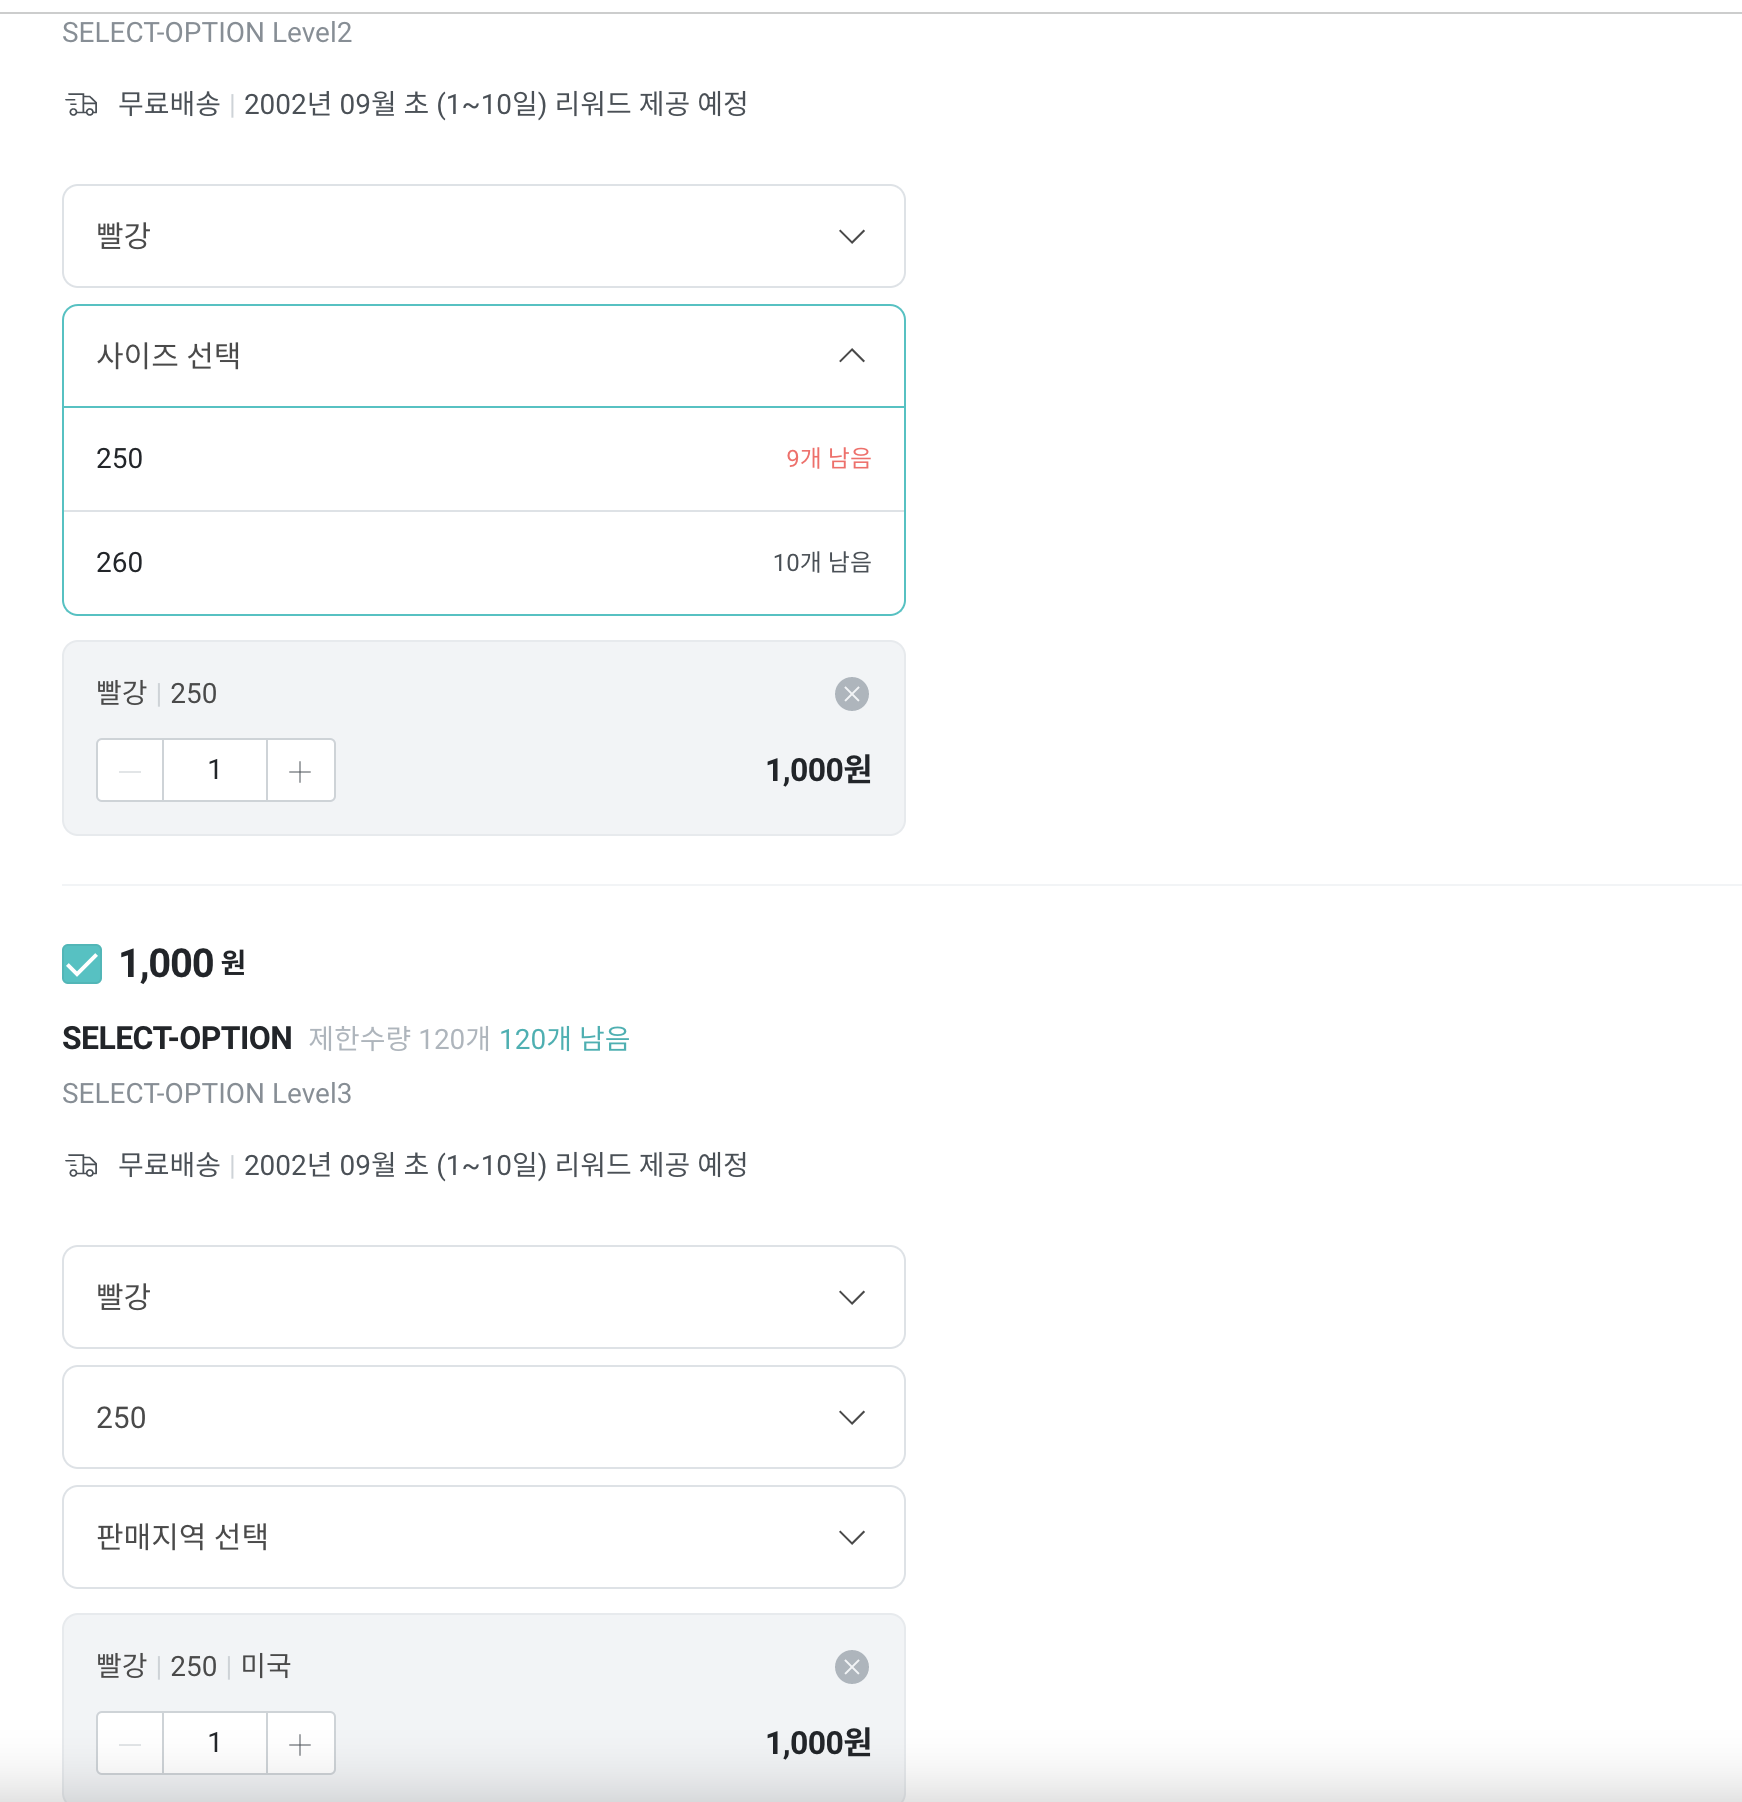 SELECT-OPTION Level2
무료배송 | 2002년 09월 초 (1~10일) 리워드 제공 예정
빨강
사이즈 선택
250 9개 남음
260 10개 남음
빨강 | 250
1 1,000원
1,000 원
SELECT-OPTION 제한수량 120개 120개 남음
SELECT-OPTION Level3
무료배송 | 2002년 09월 초 (1~10일) 리워드 제공 예정
빨강
250
판매지역 선택
빨강 | 250 | 미국
1 1,000원